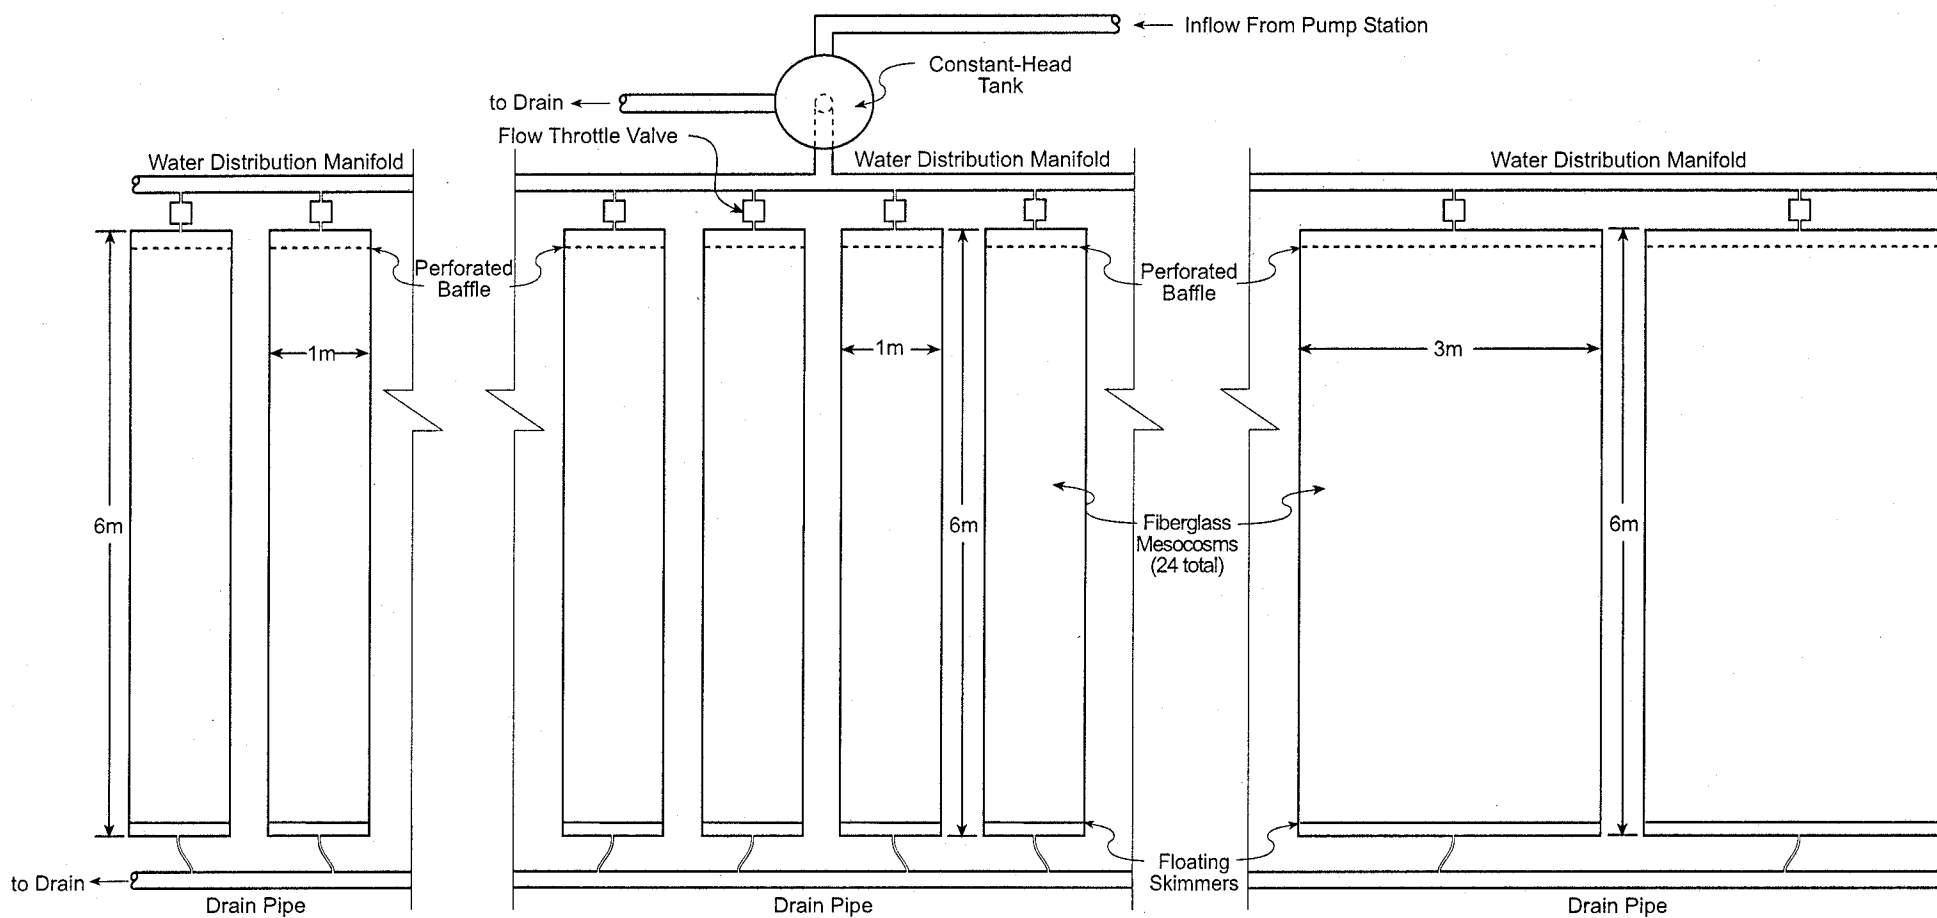 Inflow From Pump Station
Constant-Head
Tank
to Drain
Flow Throttle Valve
Water Distribution Manifold
Water Distribution Manifold
Water Distribution Manifold
Perforated
Baffle
Perforated
Baffle
1m
1m
3m
6m
6m
6m
Fiberglass
Mesocosms
(24 total)
Floating
Skimmers
to Drain
Drain Pipe
Drain Pipe
Drain Pipe